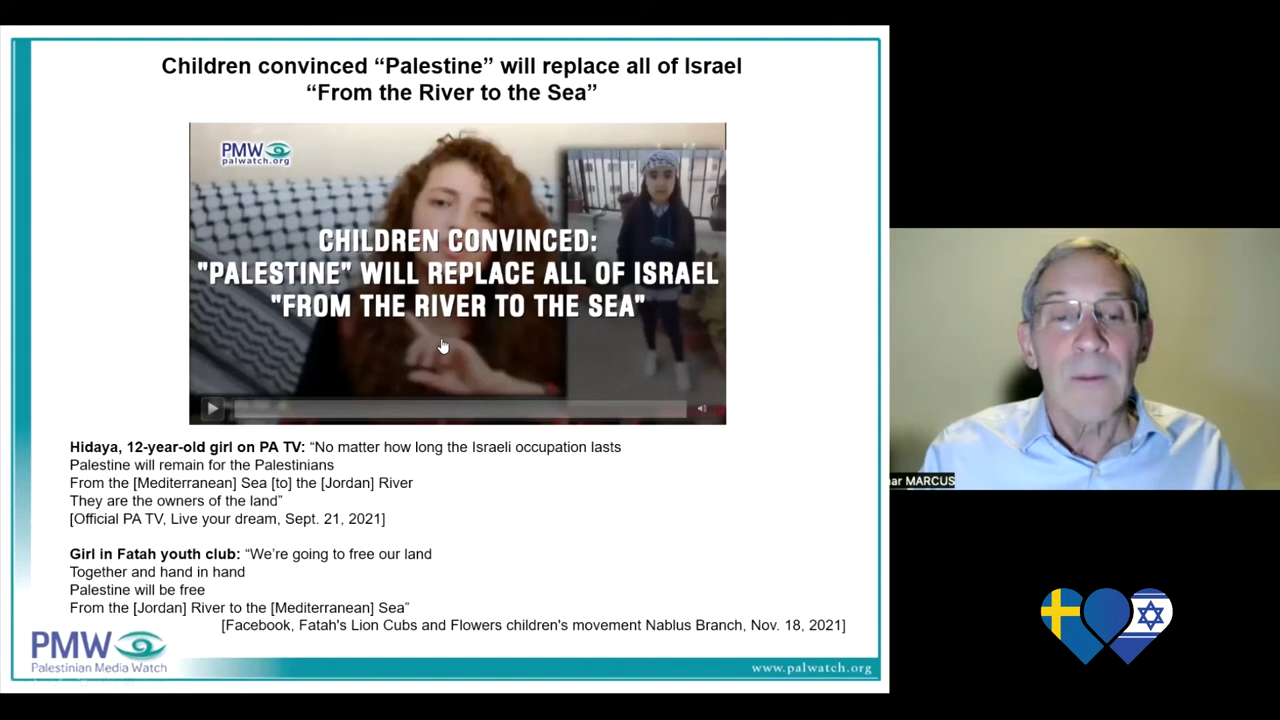 Children convinced “Palestine” will replace all of Israel
“From the River to the Sea”
PMW
palwatch.org
CHILDREN CONVINCED:
"PALESTINE" WILL REPLACE ALL OF ISRAEL
"FROM THE RIVER TO THE SEA"
Hidaya, 12-year-old girl on PA TV: “No matter how long the Israeli occupation lasts
Palestine will remain for the Palestinians
From the [Mediterranean] Sea [to] the [Jordan] River
They are the owners of the land”
[Official PA TV, Live your dream, Sept. 21, 2021]
Girl in Fatah youth club: “We’re going to free our land
Together and hand in hand
Palestine will be free
From the [Jordan] River to the [Mediterranean] Sea”
[Facebook, Fatah's Lion Cubs and Flowers children's movement Nablus Branch, Nov. 18, 2021]
PMW
Palestinian Media Watch
www.palwatch.org
ar MARCUS